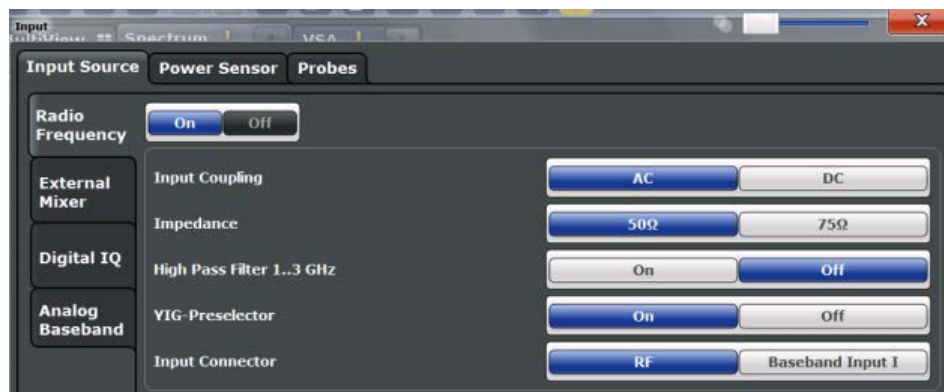 Input
MultiView Spectrum ! VSA !
X
Input Source Power Sensor Probes
Radio
Frequency
On Off
External
Mixer
Digital IQ
Analog
Baseband
Input Coupling AC DC
Impedance 50Ω 75Ω
High Pass Filter 1..3 GHz On Off
YIG-Preselector On Off
Input Connector RF Baseband Input I